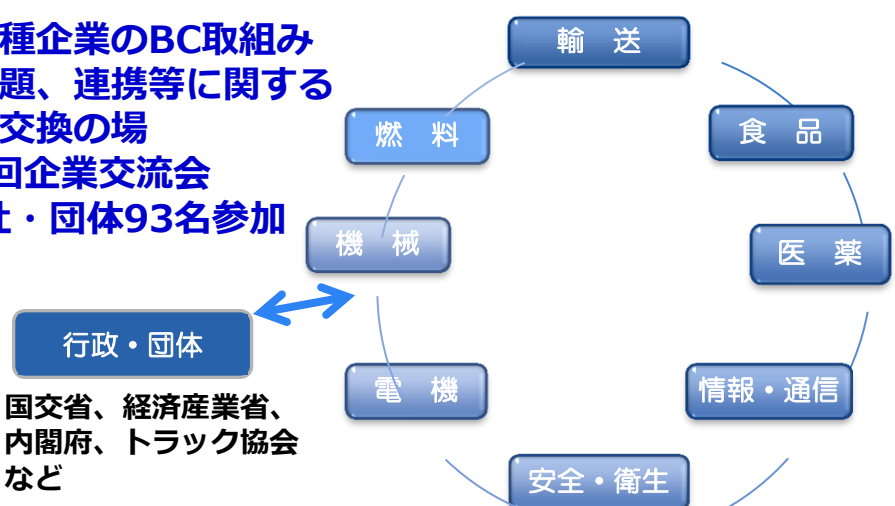 種企業のBC取組み
題、連携等に関する
交換の場
回企業交流会
社・団体93名参加
輸 送
燃 料
食 品
機 械
医 薬
行政・団体
電 機
情報・通信
国交省、経済産業省、
内閣府、トラック協会
など
安全・衛生